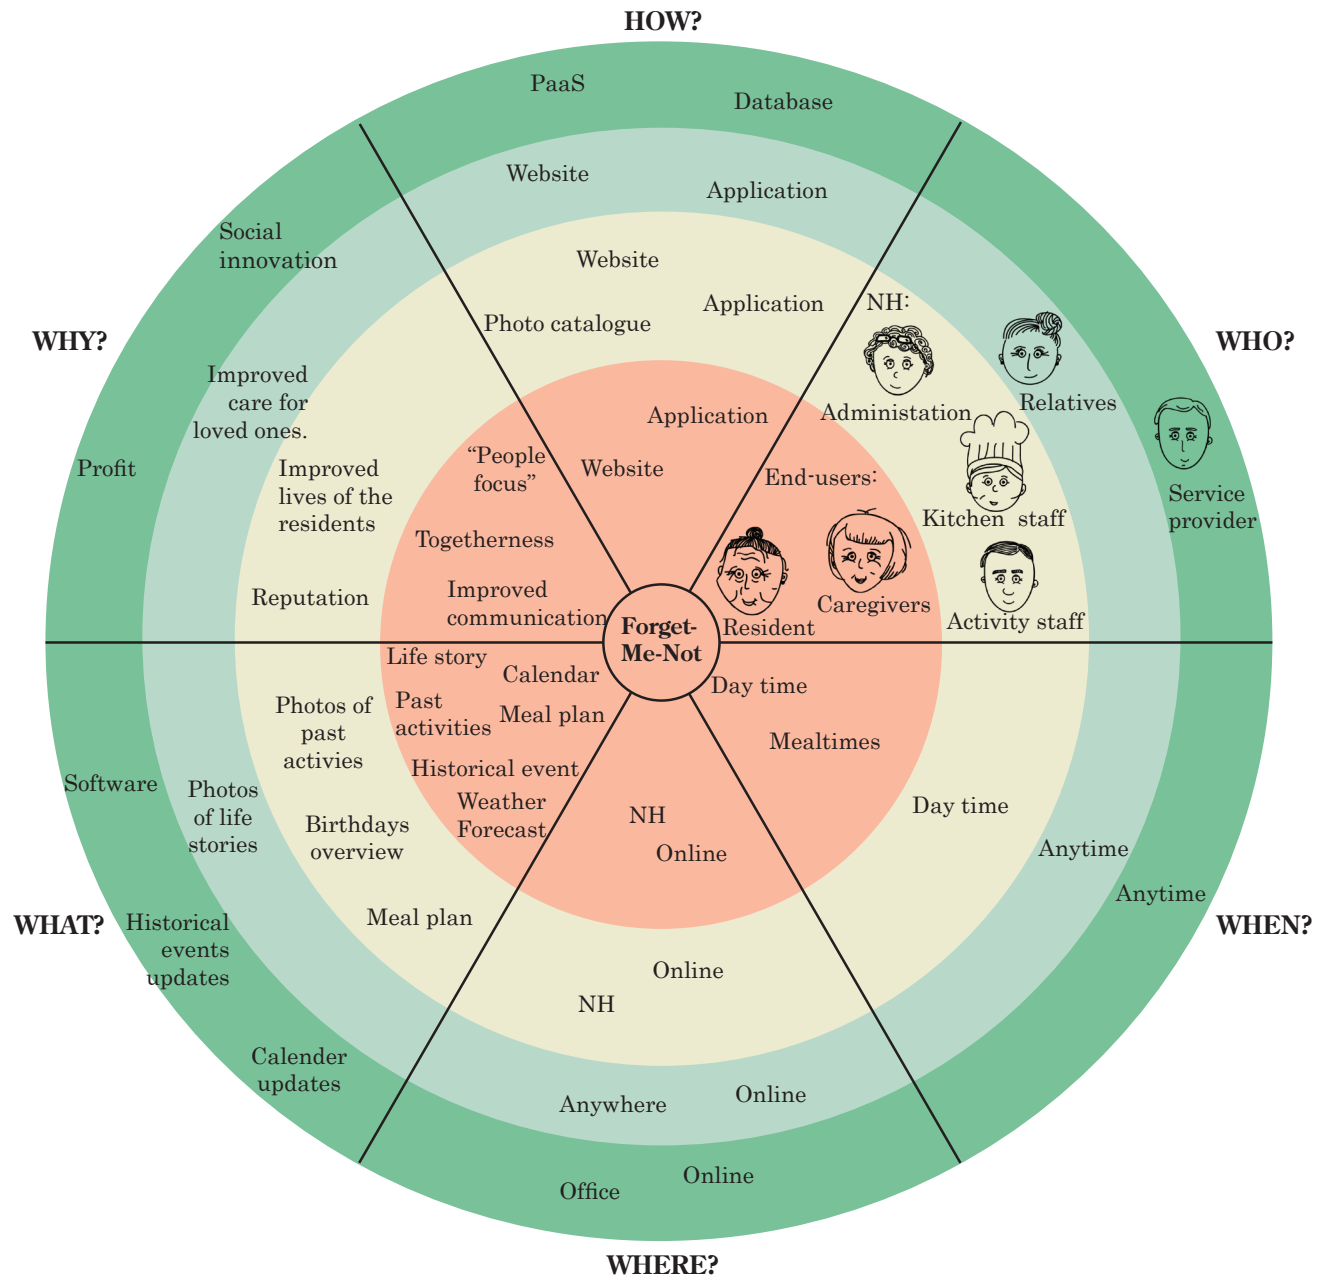 HOW?
PaaS
Database
Website
Application
Website
Application
Photo catalogue
Application
Website
WHO?
NH:
Administation
Relatives
Kitchen staff
Activity staff
Service
provider
End-users:
Caregivers
Resident
WHY?
Social
innovation
Profit
Improved
care for
loved ones.
Improved
lives of the
residents
Reputation
“People
focus”
Togetherness
Improved
communication
Forget-
Me-Not
WHAT?
Life story
Calendar
Past
activities
Meal plan
Historical event
Weather
Forecast
Photos of
past
activies
Birthdays
overview
Meal plan
Photos
of life
stories
Software
Historical
events
updates
Calender
updates
WHEN?
Day time
Mealtimes
Day time
Anytime
Anytime
NH
Online
Online
NH
Anywhere
Online
Office
Online
WHERE?